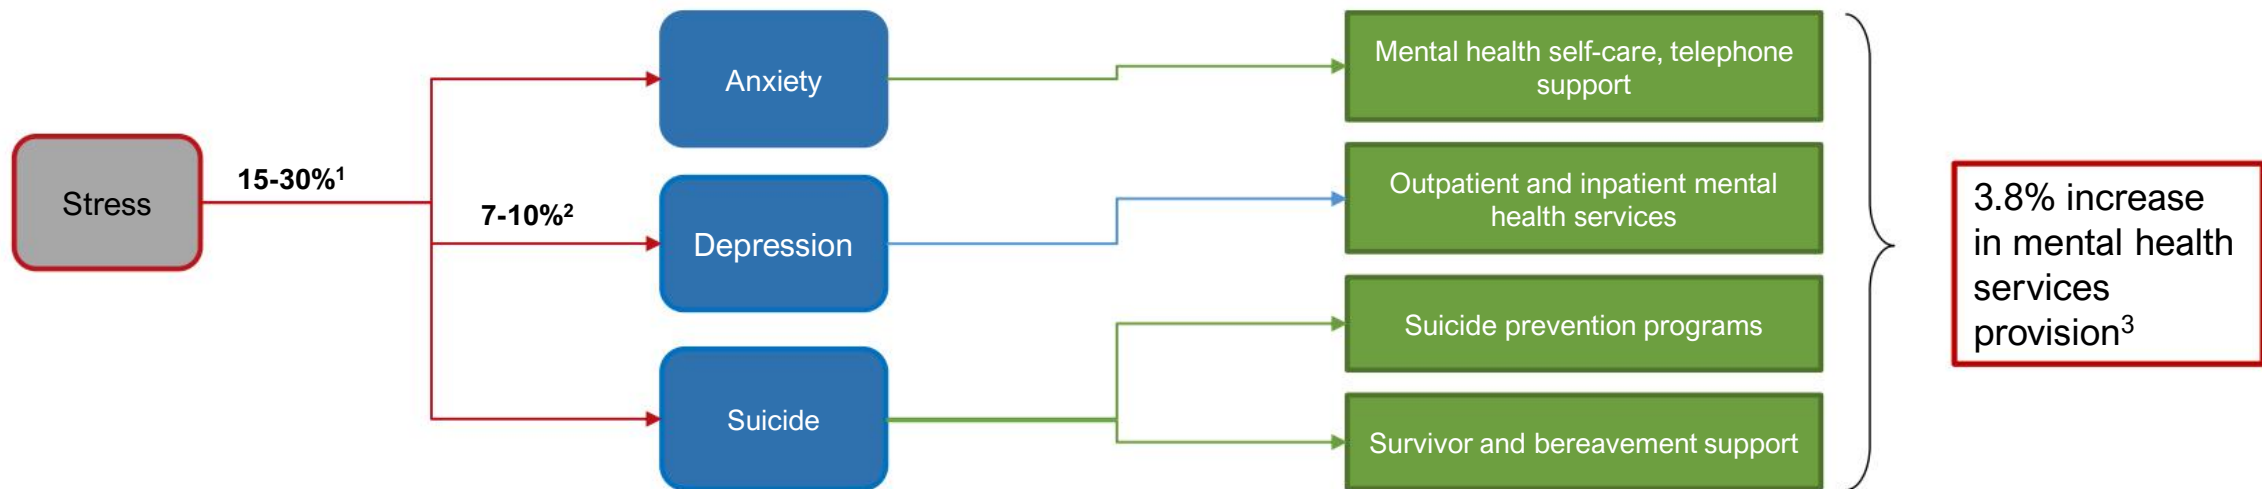 Stress
15-30%¹
7-10%²
Anxiety
Depression
Suicide
Mental health self-care, telephone
support
Outpatient and inpatient mental
health services
Suicide prevention programs
Survivor and bereavement support
3.8% increase
in mental health
services
provision³